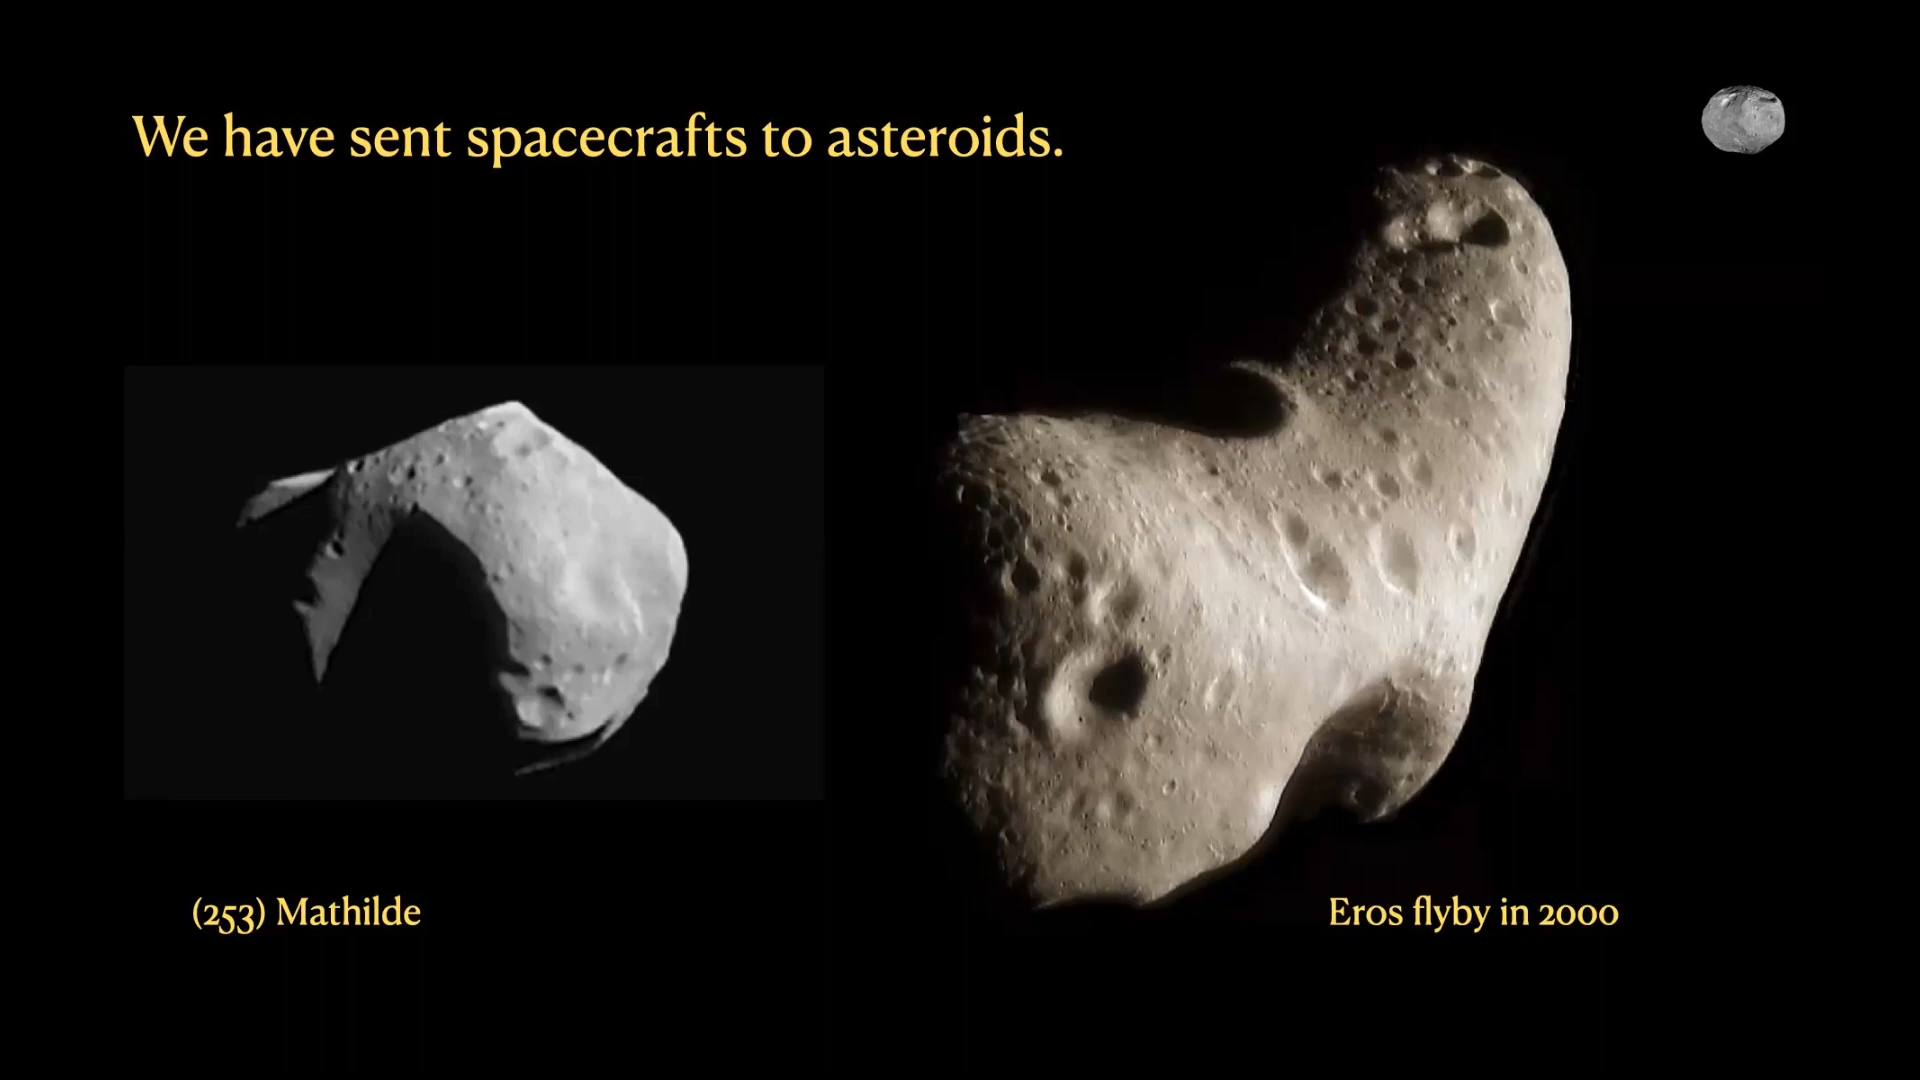 We have sent spacecrafts to asteroids.
(253) Mathilde
Eros flyby in 2000